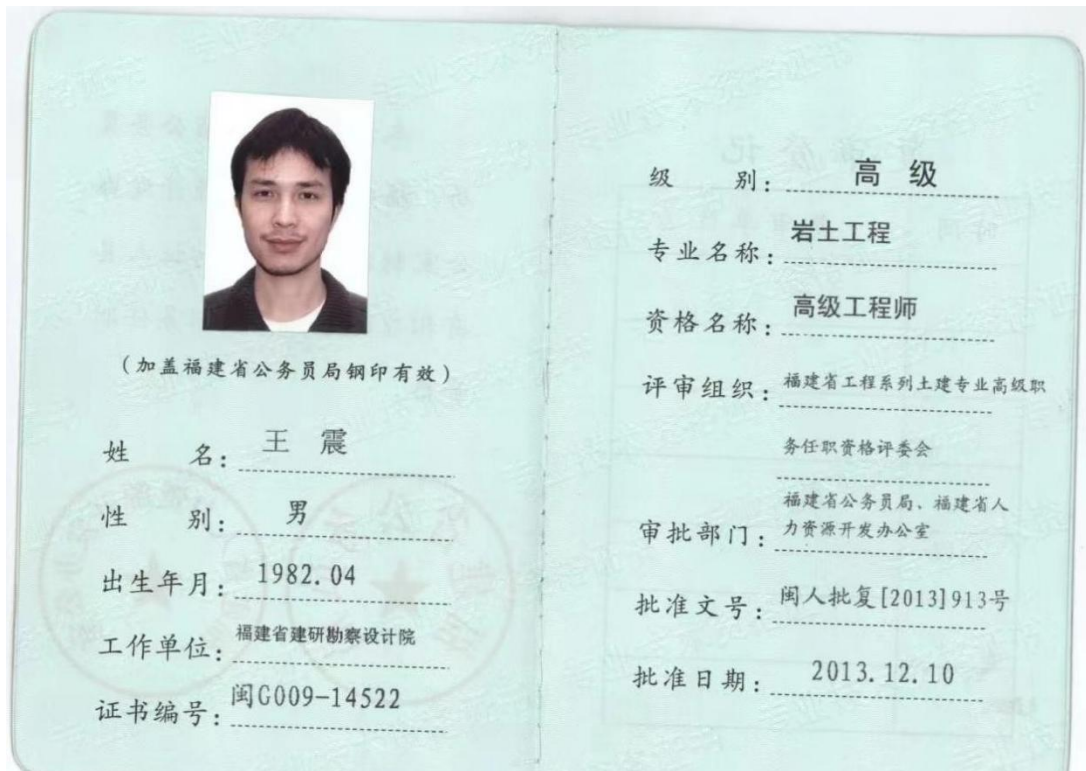 (加盖福建省公务员局钢印有效)
姓 名: 王 震
性 别: 男
出生年月: 1982.04
工作单位: 福建省建研勘察设计院
证书编号: 闽G009-14522
级 别: 高 级
专业名称: 岩土工程
资格名称: 高级工程师
评审组织: 福建省工程系列土建专业高级职
务任职资格评委会
福建省公务员局、福建省人
审批部门: 力资源开发办公室
批准文号: 闽人批复[2013]913号
批准日期: 2013.12.10